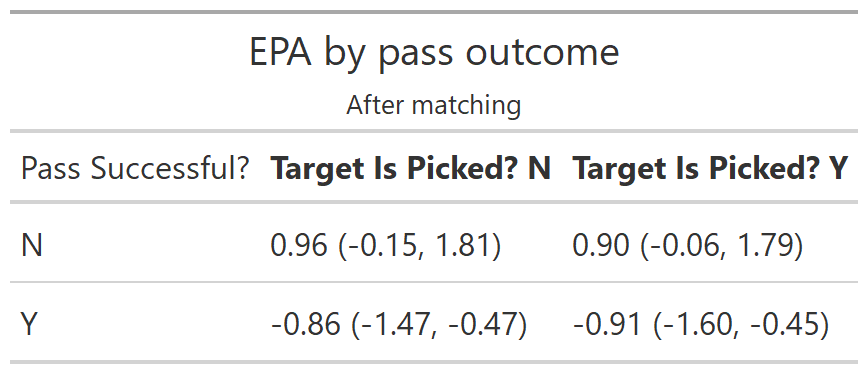 EPA by pass outcome
After matching
Pass Successful? Target Is Picked? N Target Is Picked? Y
N 0.96 (-0.15, 1.81) 0.90 (-0.06, 1.79)
Y -0.86 (-1.47, -0.47) -0.91 (-1.60, -0.45)